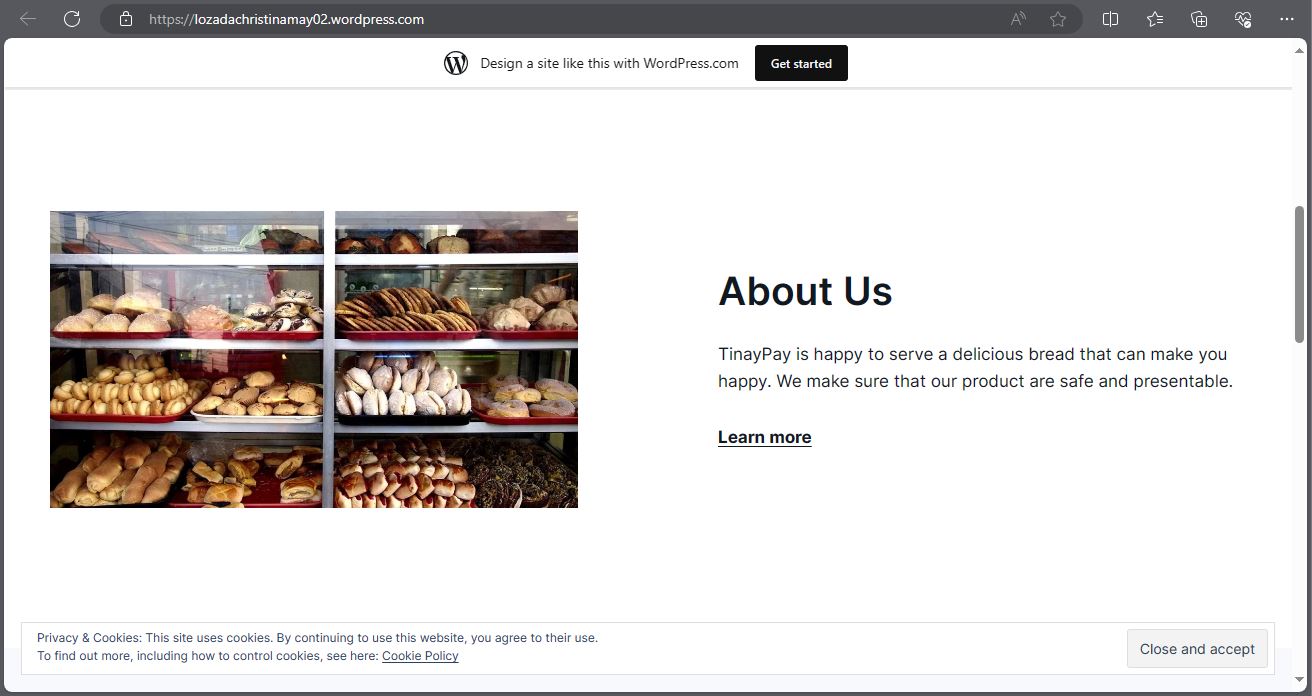 https://lozadachristinamay02.wordpress.com
Design a site like this with WordPress.com
Get started
About Us
TinayPay is happy to serve a delicious bread that can make you
happy. We make sure that our product are safe and presentable.
Learn more
Privacy & Cookies: This site uses cookies. By continuing to use this website, you agree to their use.
To find out more, including how to control cookies, see here: Cookie Policy
Close and accept